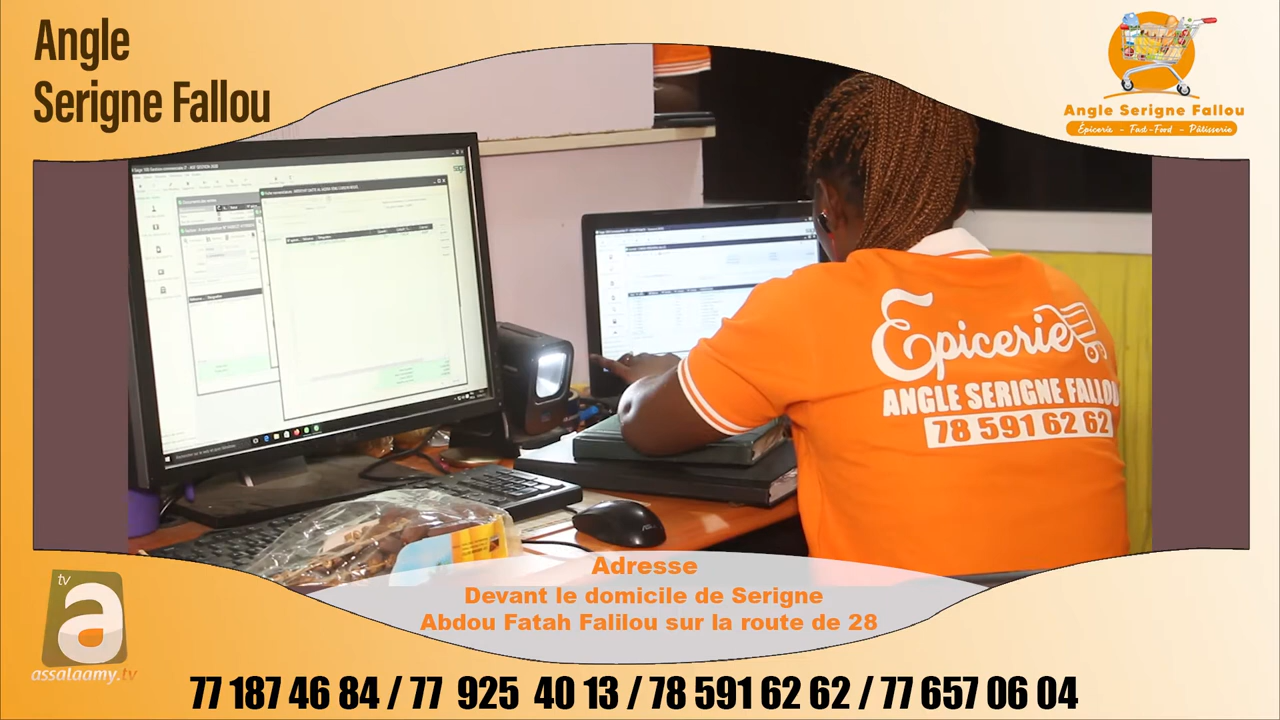 Angle
Serigne Fallou
Angle Serigne Fallou
Épicerie - Fast-Food - Pâtisserie
Epicerie
ANGLE SERIGNE FALLOU
78 591 62 62
Adresse
Devant le domicile de Serigne
Abdou Fatah Falilou sur la route de 28
tv
a
assalaamy.tv
77 187 46 84 / 77 925 40 13 / 78 591 62 62 / 77 657 06 04